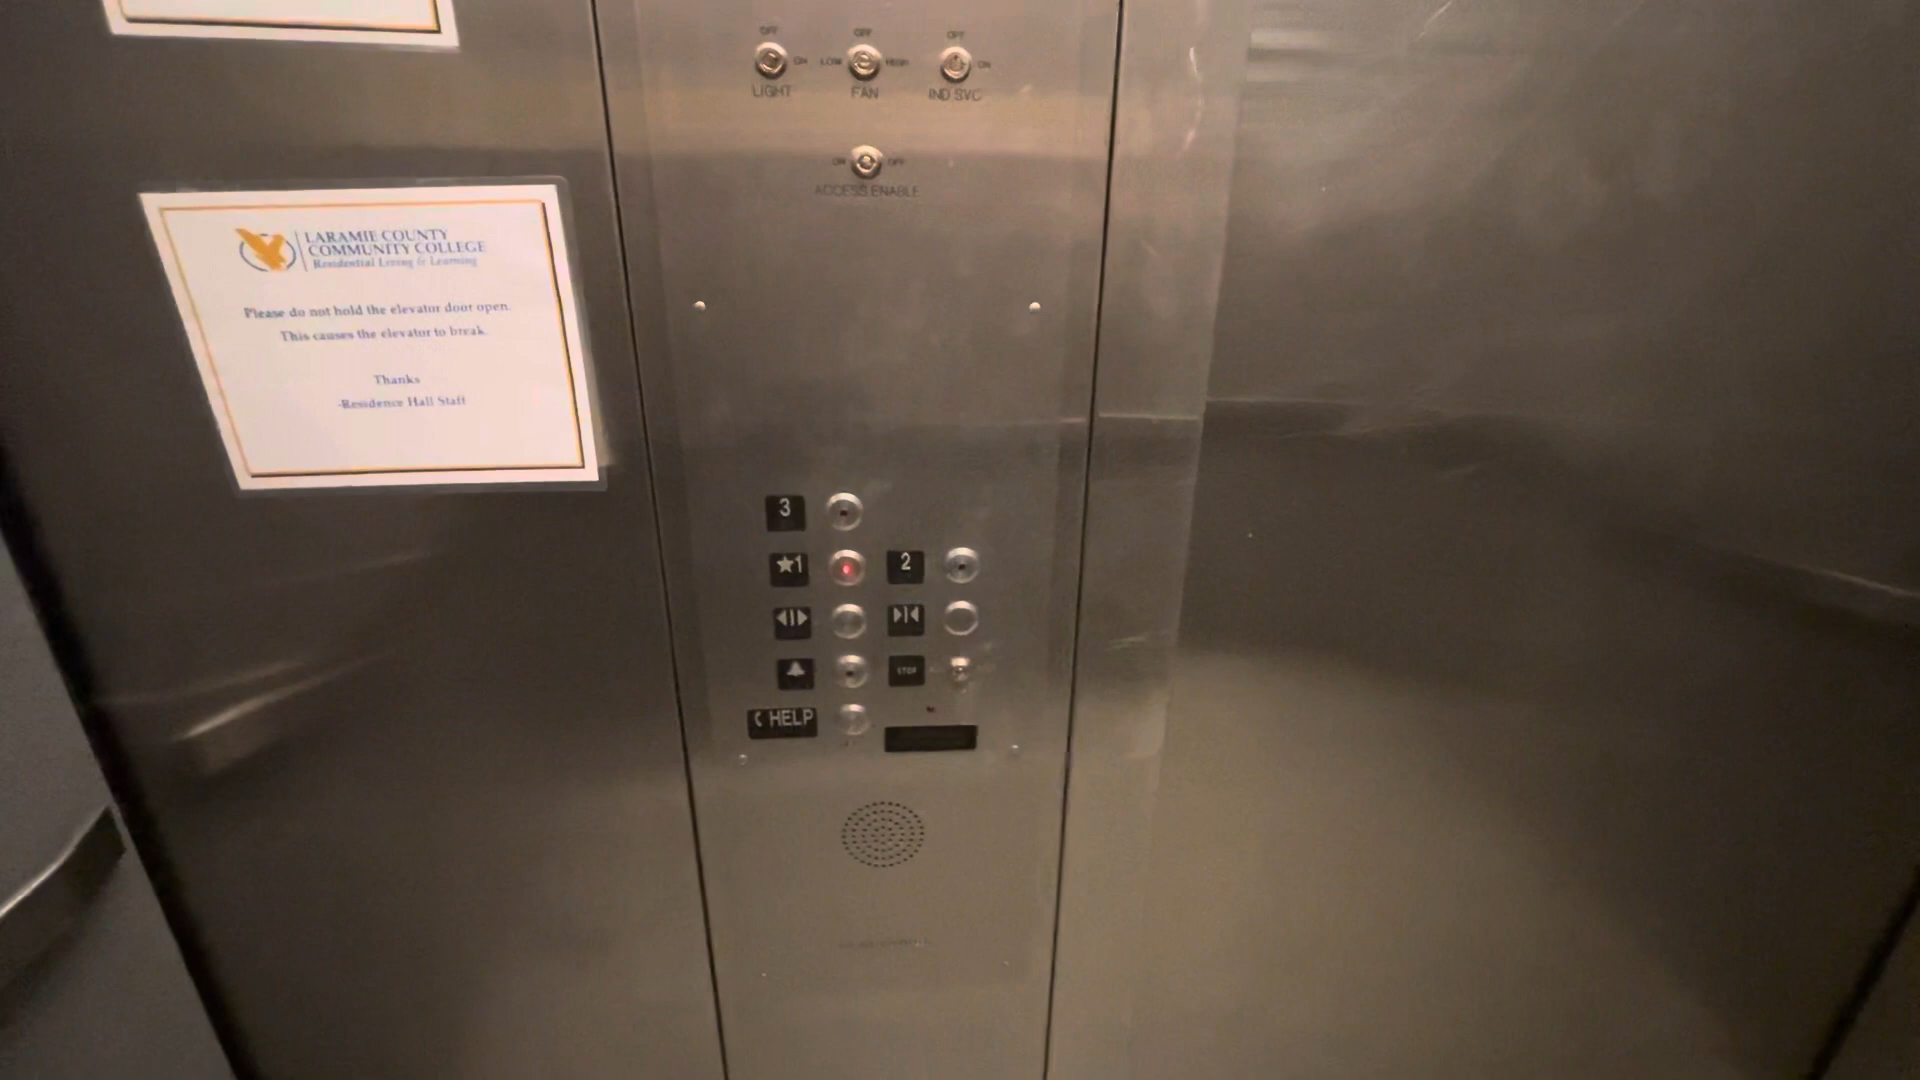 OFF OFF OFF
ON LOW HIGH ON
LIGHT FAN IND SVC
ON OFF
ACCESS ENABLE
LARAMIE COUNTY
COMMUNITY COLLEGE
Residential Living & Learning
Please do not hold the elevator door open.
This causes the elevator to break.
Thanks
-Residence Hall Staff
3
★1 2
STOP
HELP